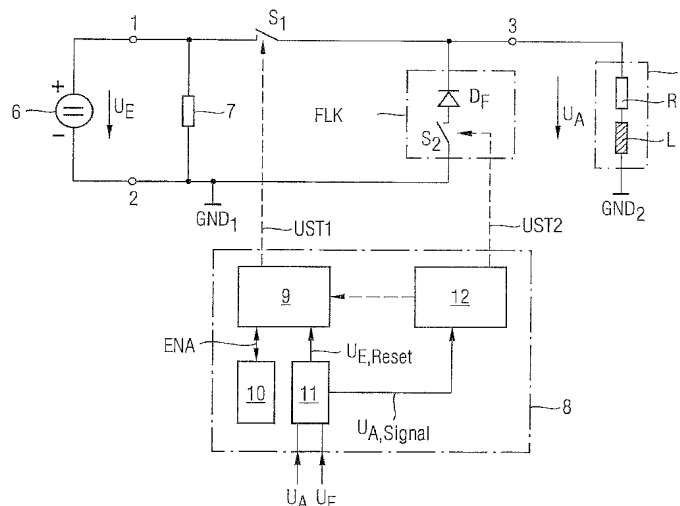 1
S1
3
+
6
−
UE
7
FLK
DF
S2
UA
R
L
2
GND1
GND2
UST1
UST2
9
12
ENA
UE,Reset
10
11
8
UA,Signal
UA UE